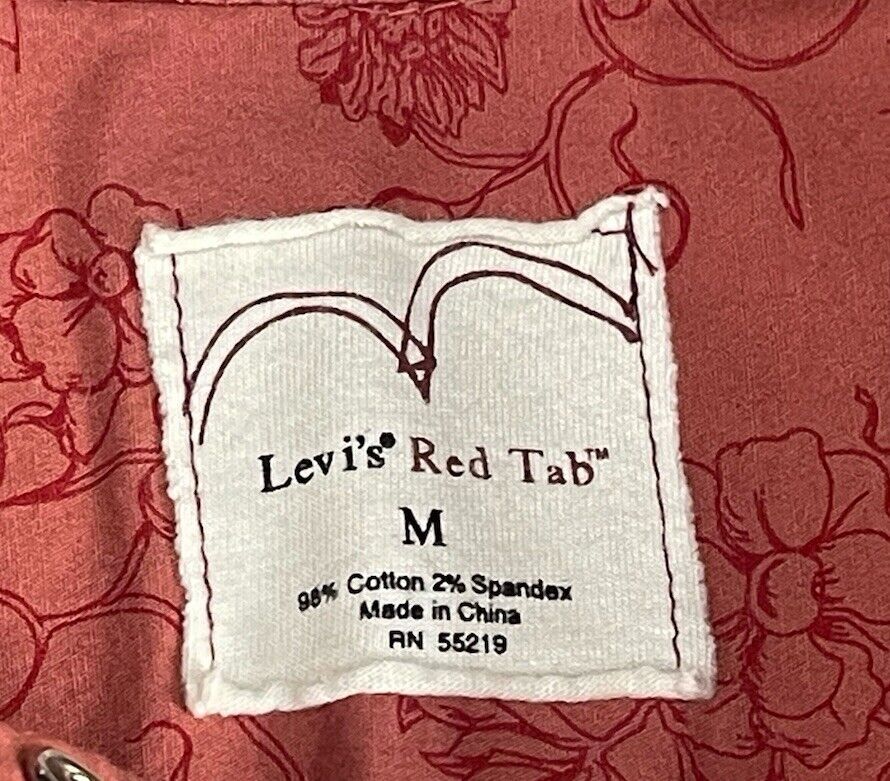 Levi's® Red Tab™
M
98% Cotton 2% Spandex
Made in China
RN 55219